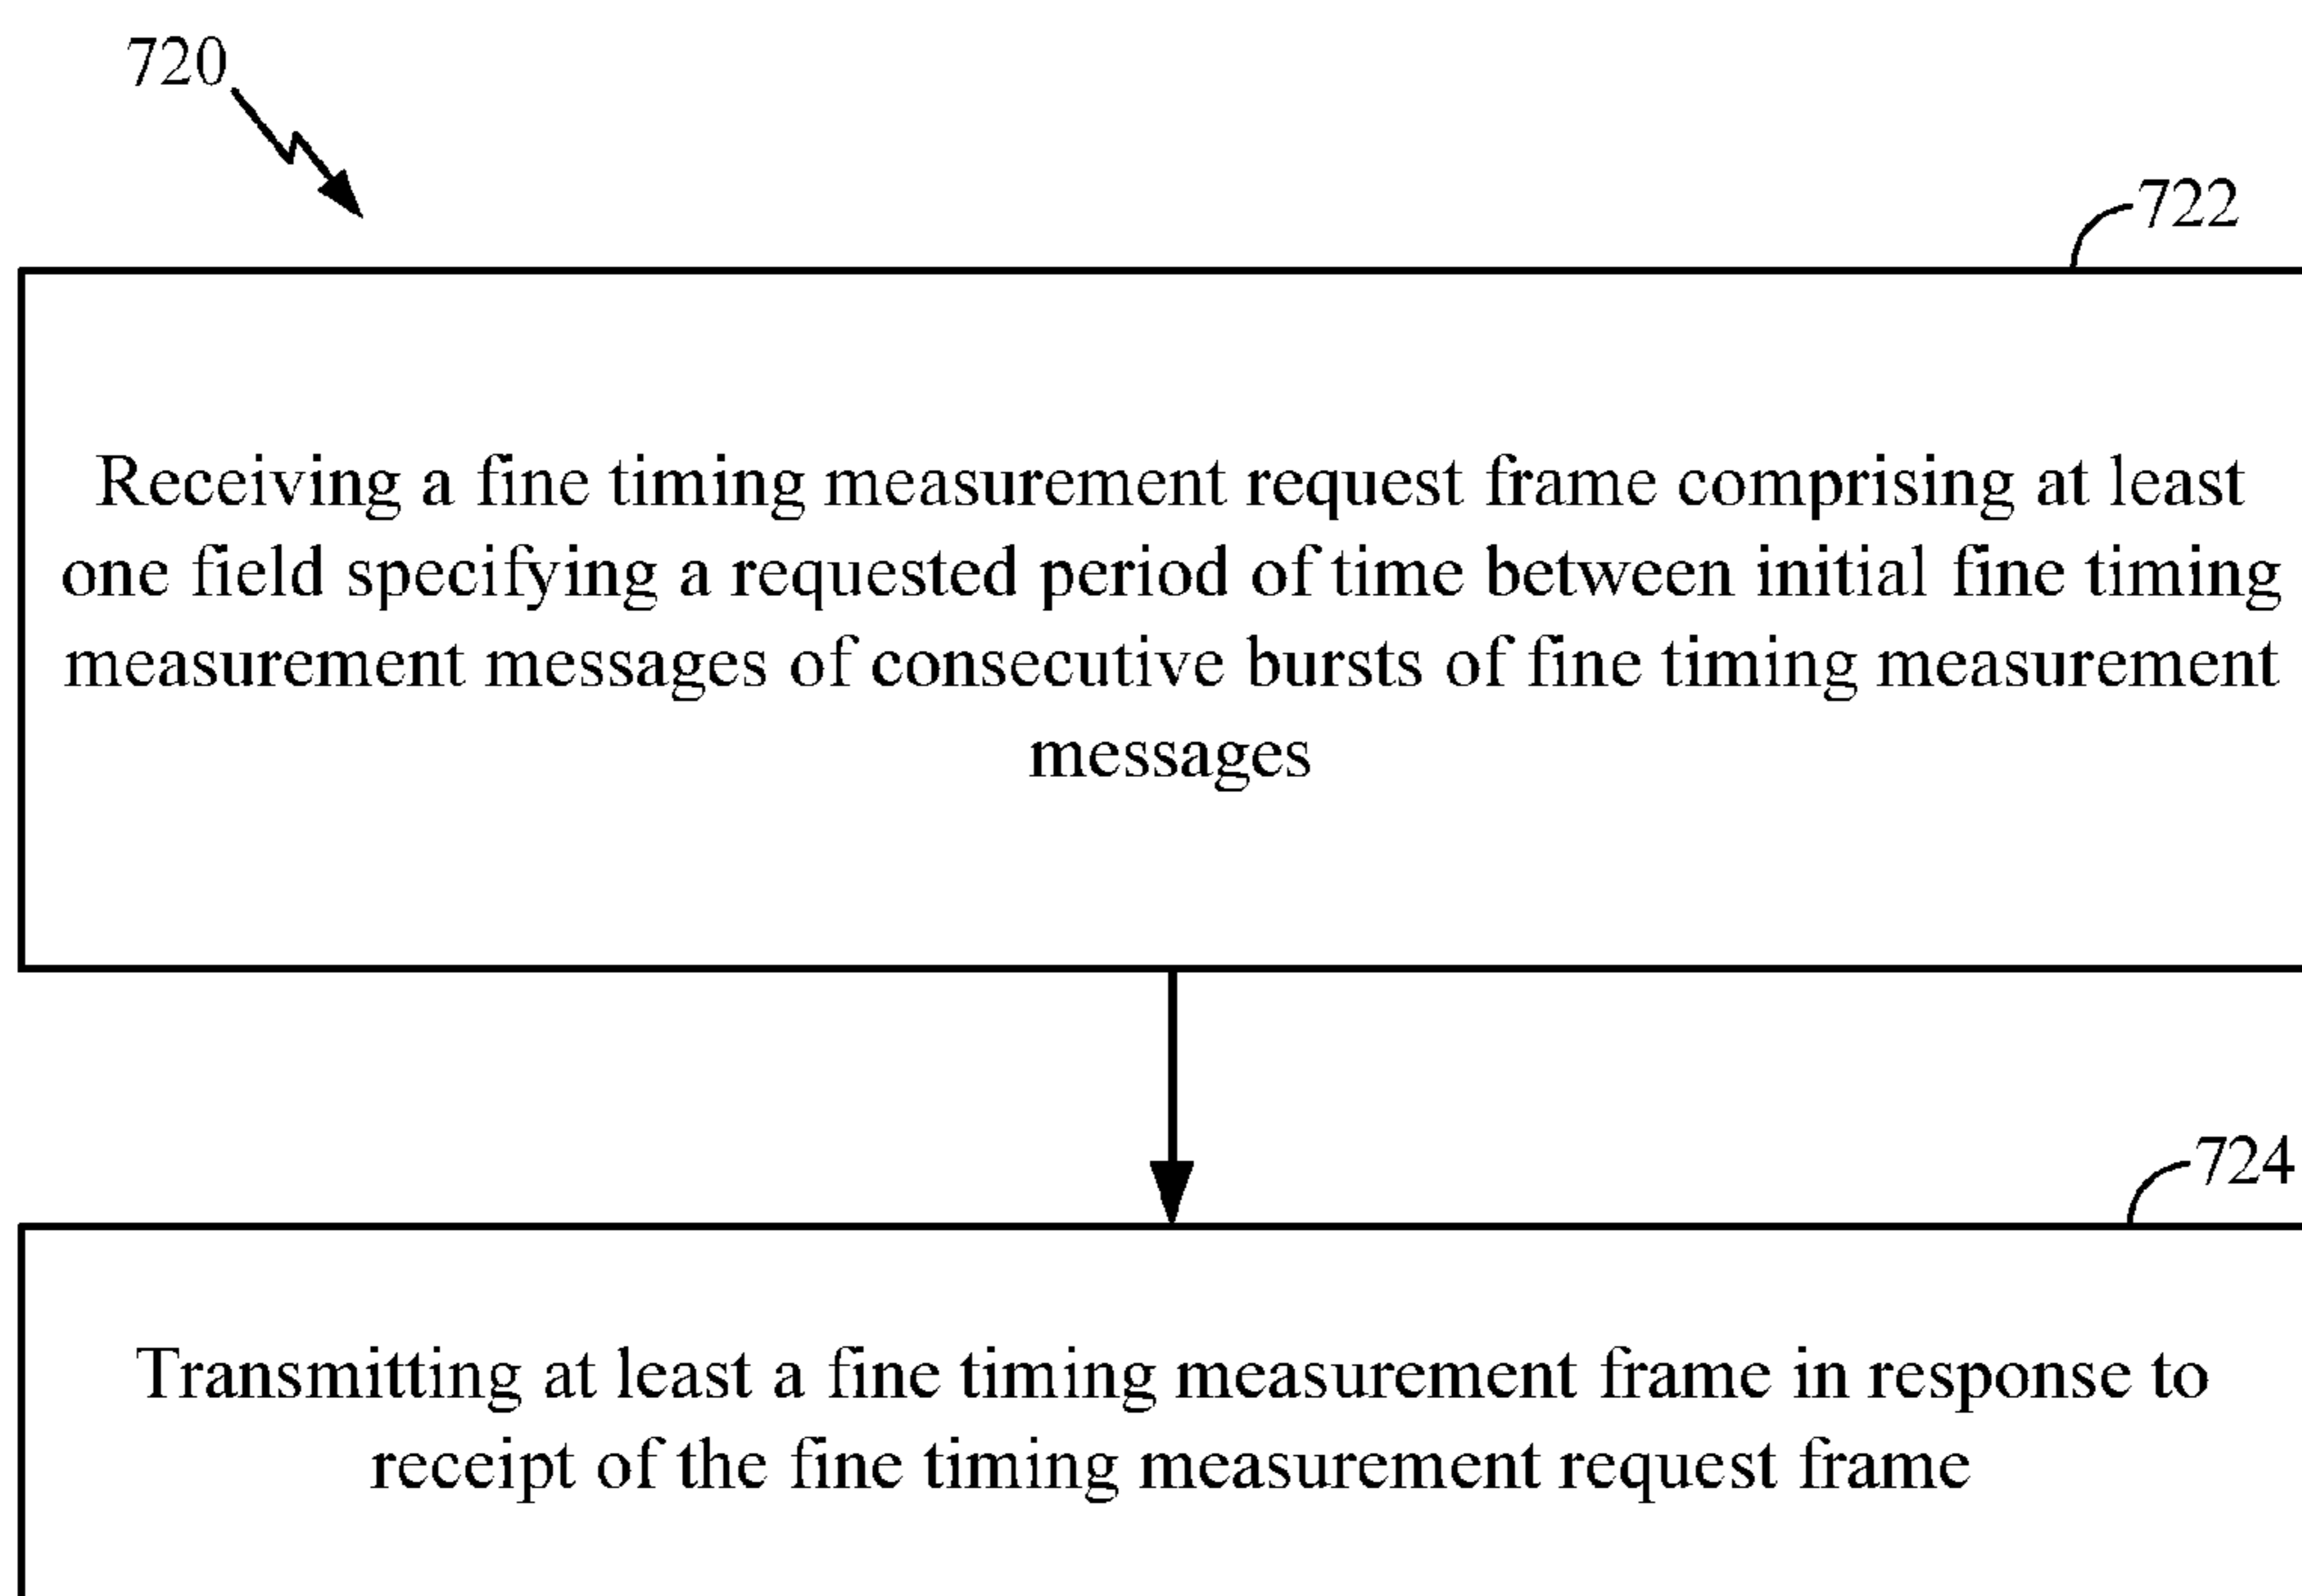 720
722
Receiving a fine timing measurement request frame comprising at least
one field specifying a requested period of time between initial fine timing
measurement messages of consecutive bursts of fine timing measurement
messages
724
Transmitting at least a fine timing measurement frame in response to
receipt of the fine timing measurement request frame